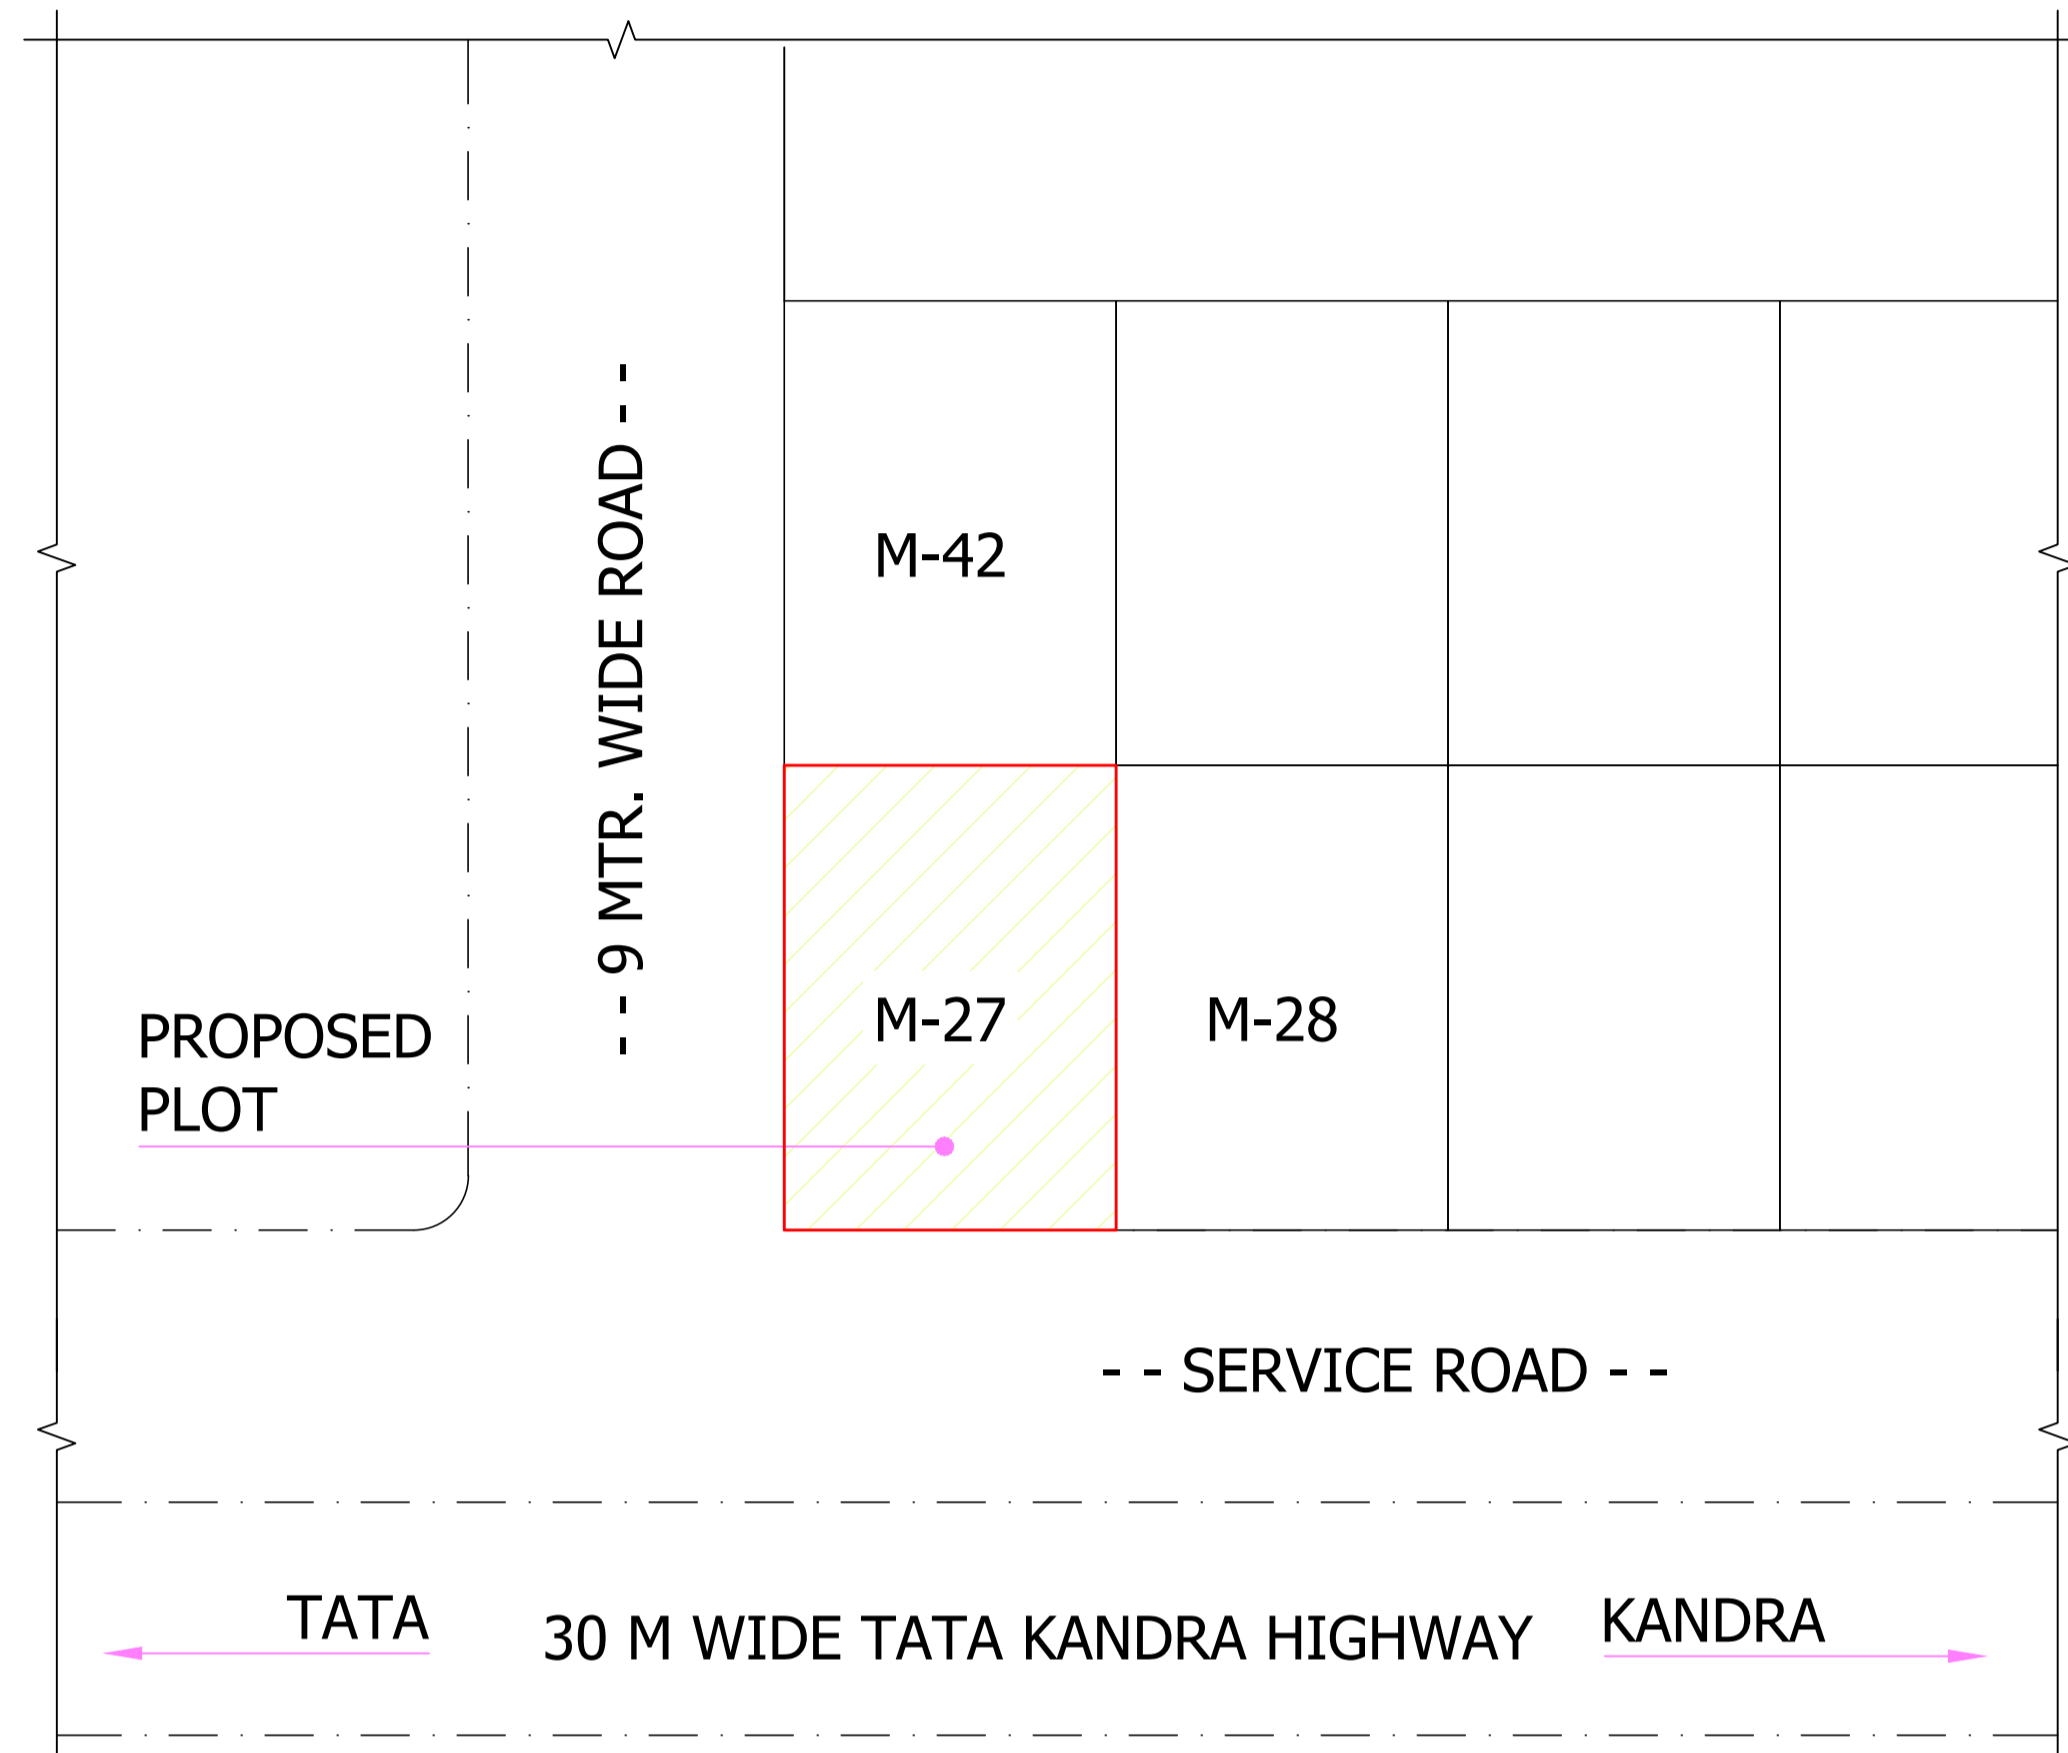 - - 9 MTR. WIDE ROAD - -
M-42
M-27
M-28
PROPOSED
PLOT
- - SERVICE ROAD - -
TATA
30 M WIDE TATA KANDRA HIGHWAY
KANDRA